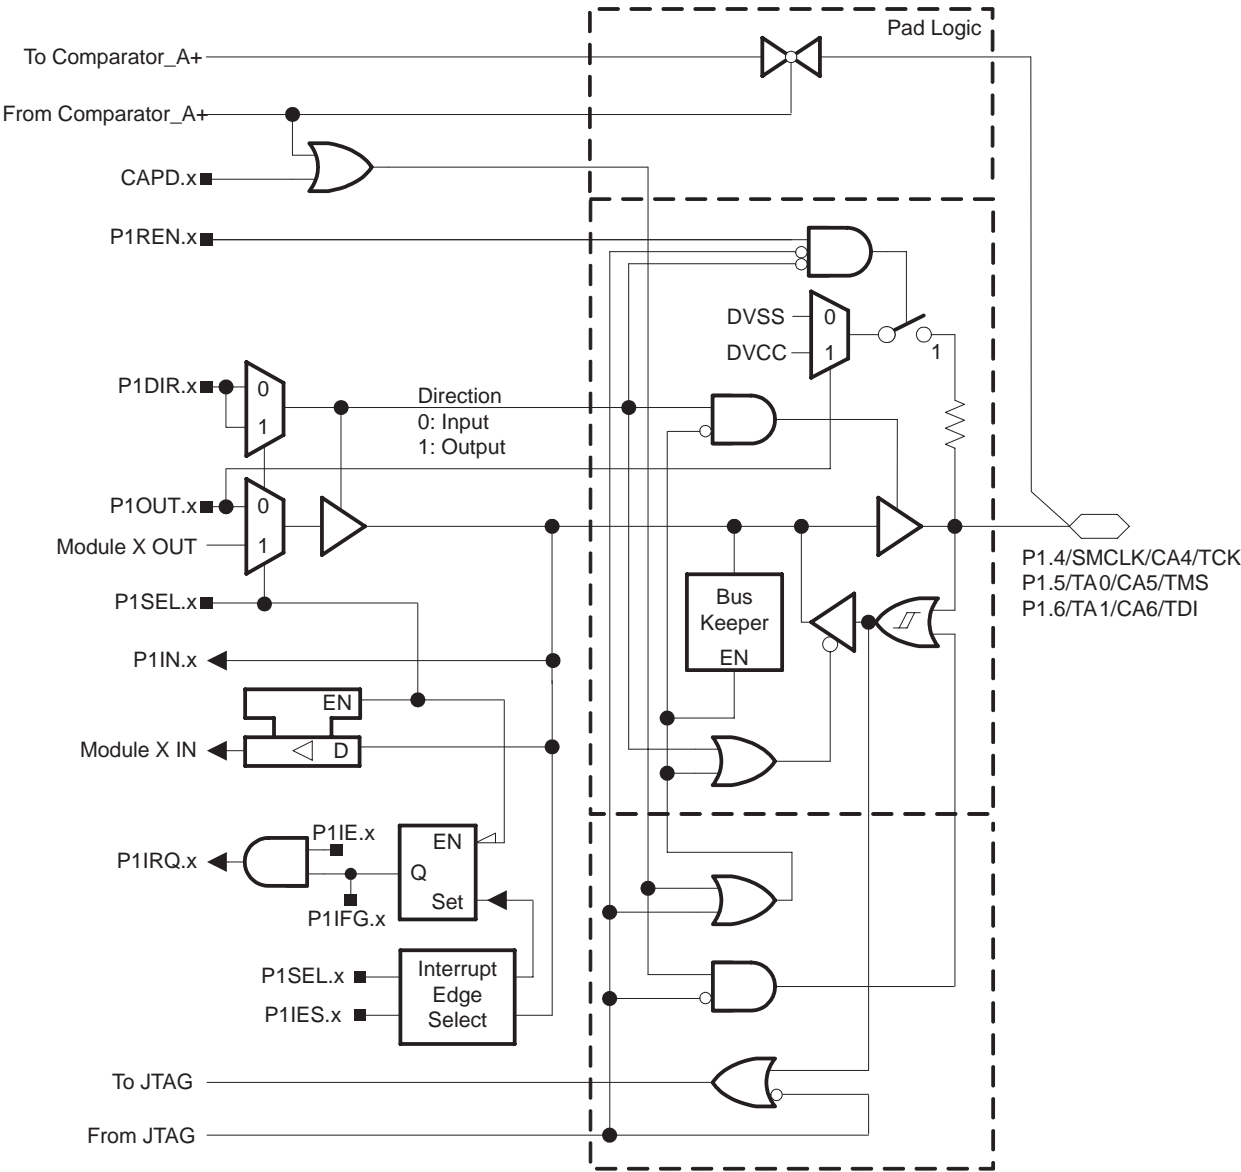 Pad Logic
To Comparator_A+
From Comparator_A+
CAPD.x
P1REN.x
DVSS
0
DVCC
1
1
P1DIR.x
0
1
Direction
0: Input
1: Output
P1OUT.x
0
Module X OUT
1
P1SEL.x
P1.4/SMCLK/CA4/TCK
P1.5/TA0/CA5/TMS
P1.6/TA1/CA6/TDI
Bus
Keeper
EN
P1IN.x
EN
Module X IN
D
P1IE.x
P1IRQ.x
EN
Q
Set
P1IFG.x
P1SEL.x
P1IES.x
Interrupt
Edge
Select
To JTAG
From JTAG